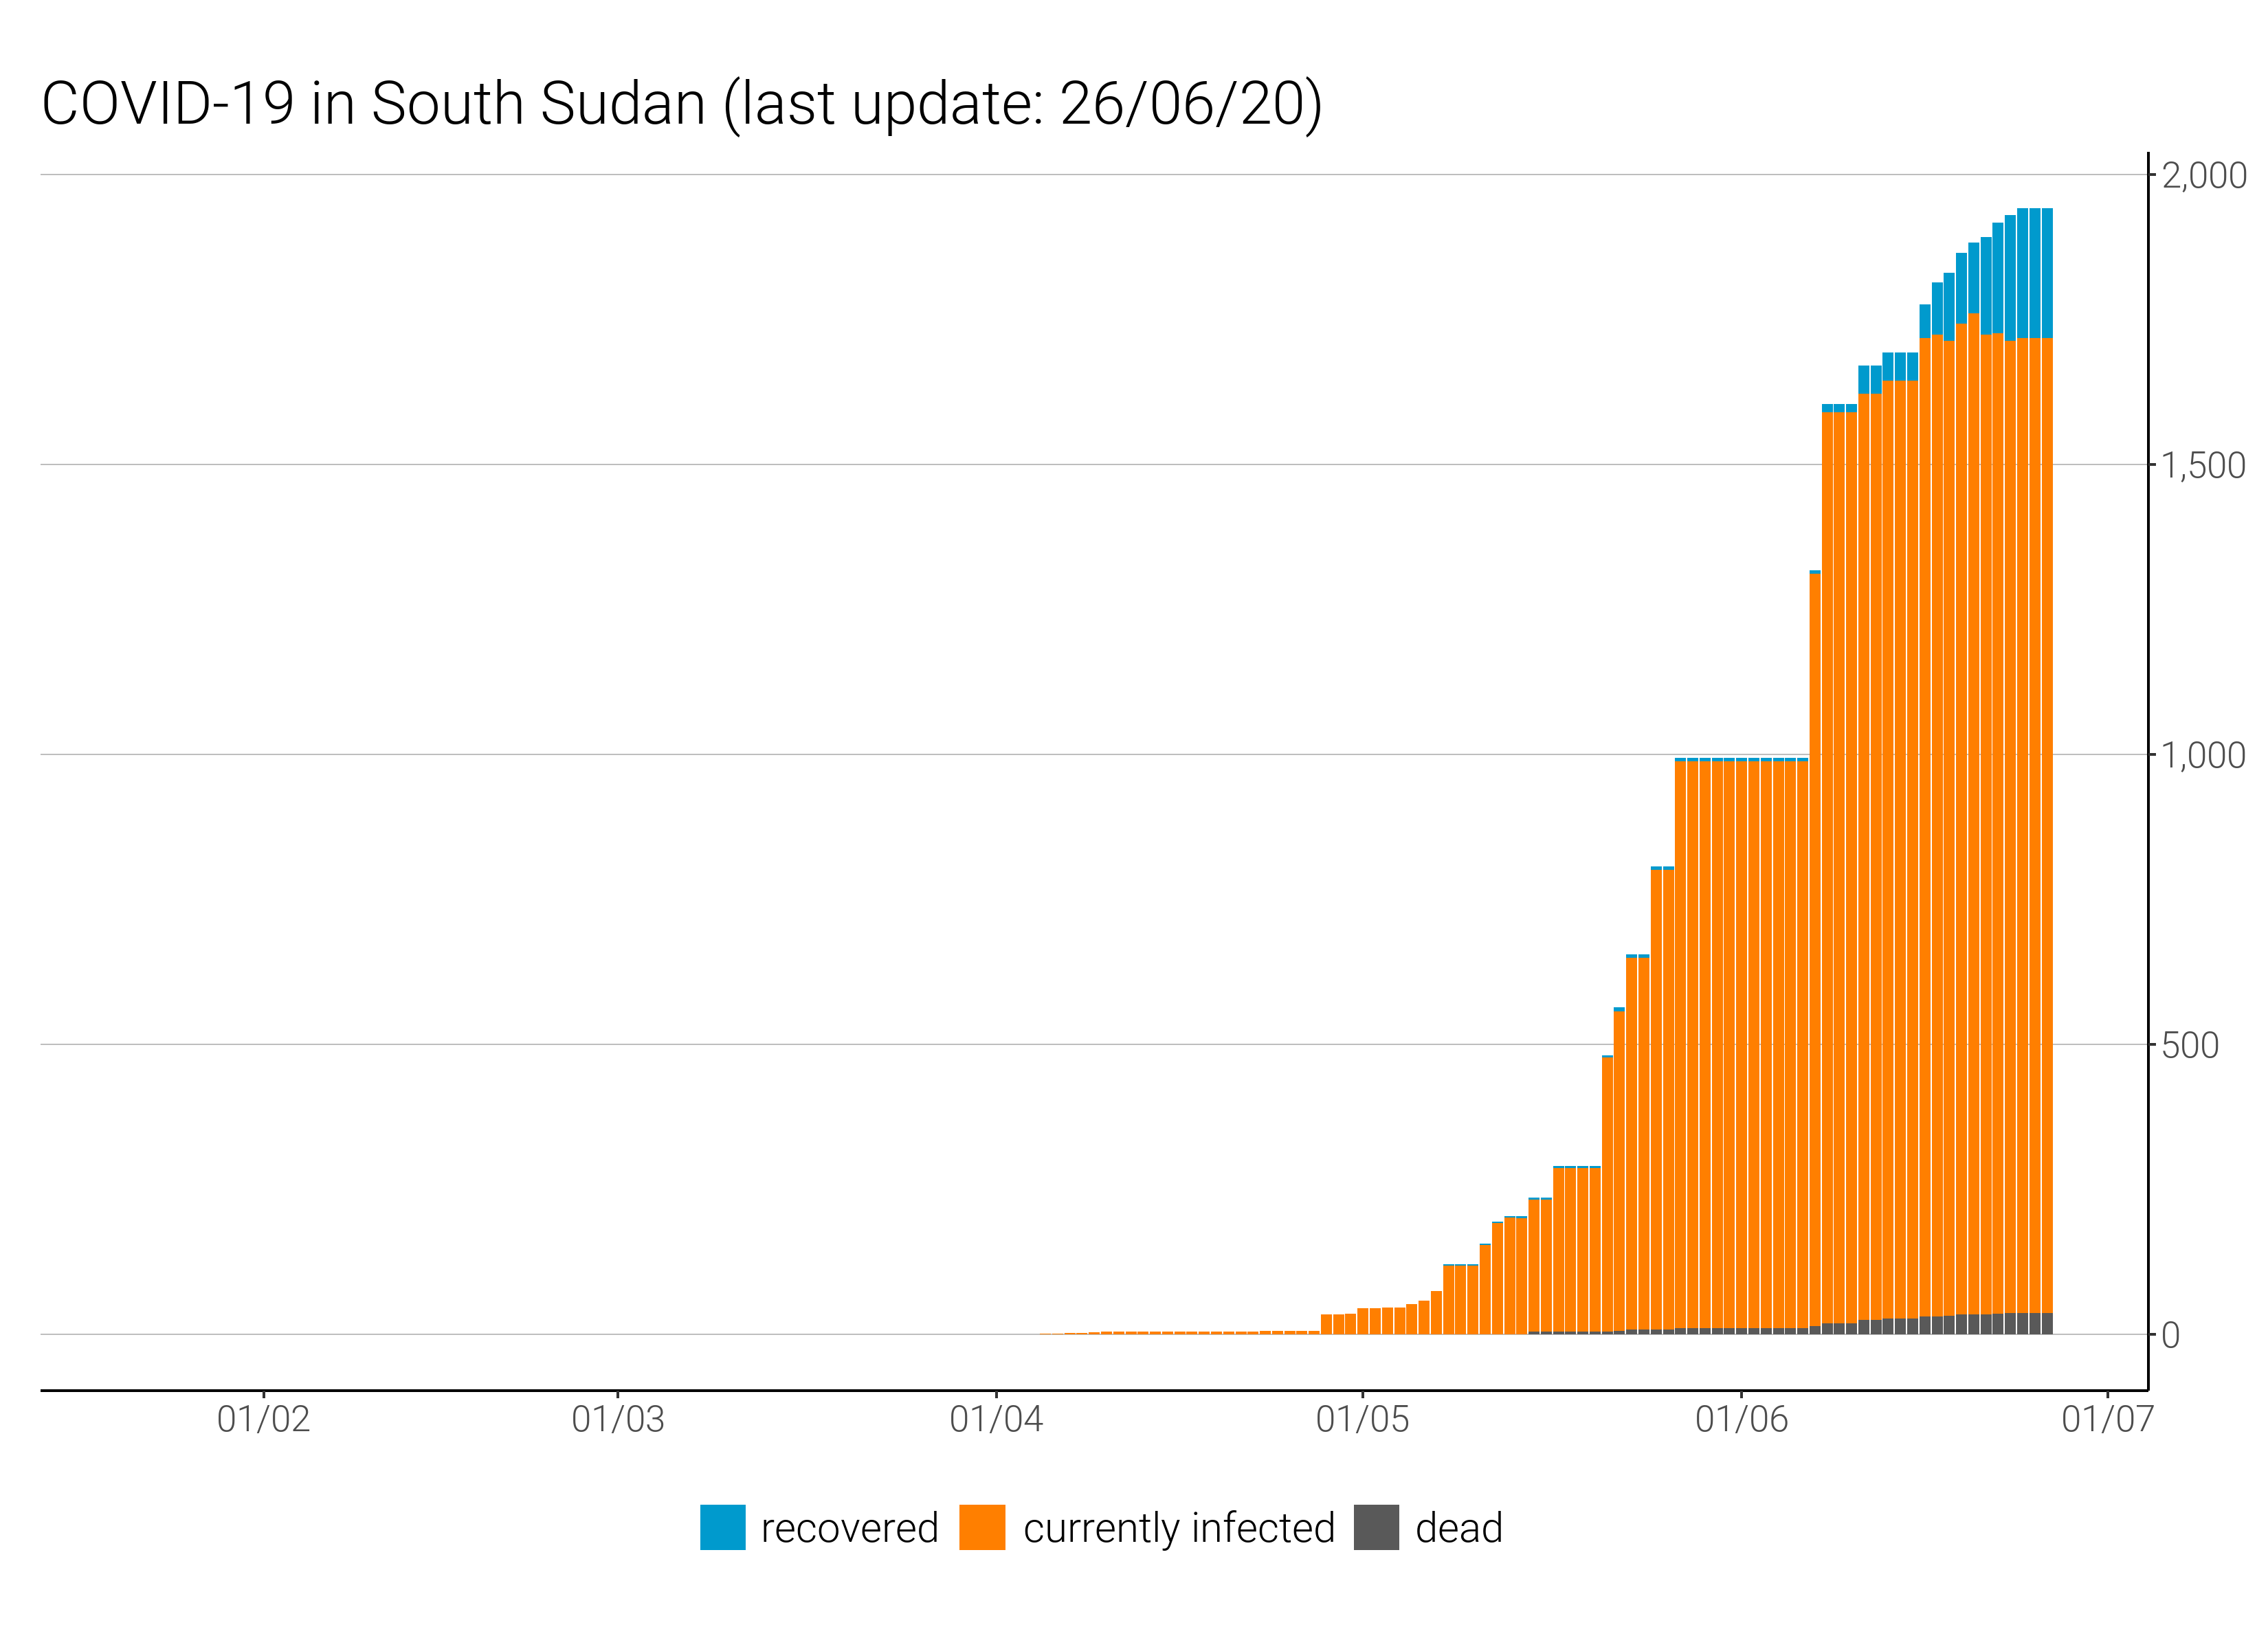 COVID-19 in South Sudan (last update: 26/06/20)
2,000
1,500
1,000
500
0
01/02 01/03 01/04 01/05 01/06 01/07
recovered currently infected dead